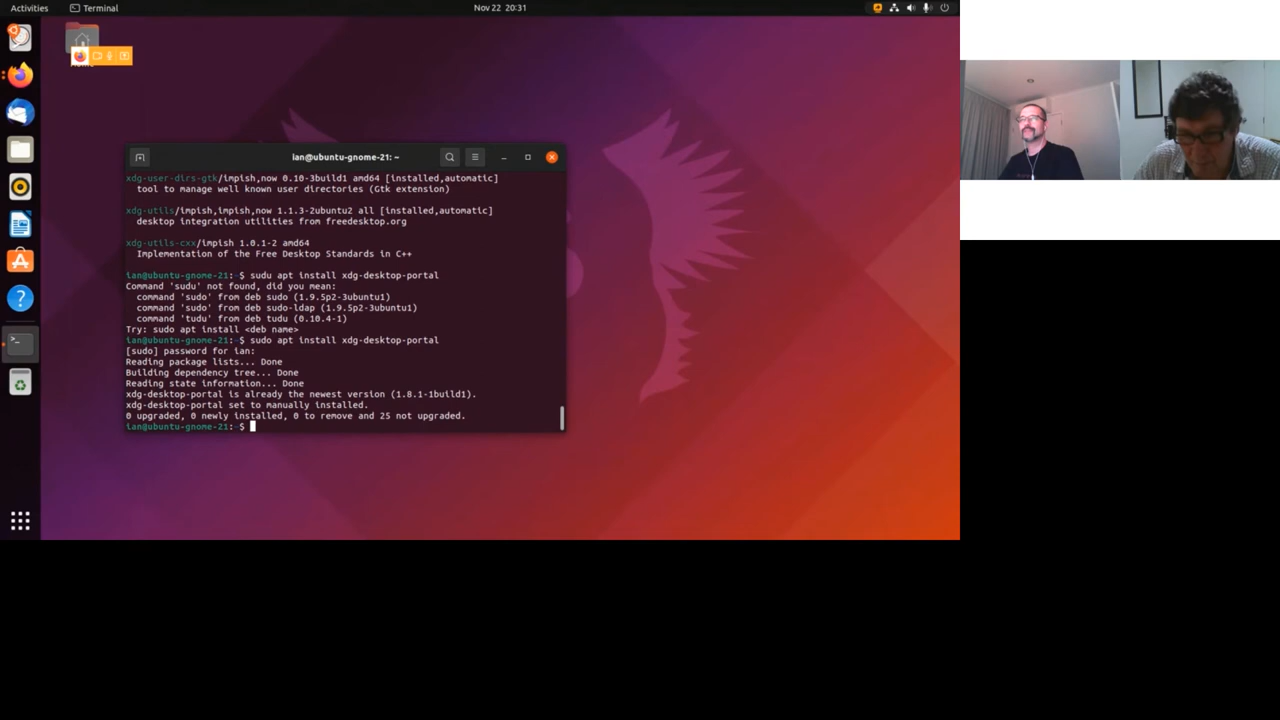 Activities
Terminal
Nov 22 20:31
ian@ubuntu-gnome-21: ~
xdg-user-dirs-gtk/impish,now 0.10-3build1 amd64 [installed,automatic]
tool to manage well known user directories (Gtk extension)
xdg-utils/impish,impish,now 1.1.3-2ubuntu2 all [installed,automatic]
desktop integration utilities from freedesktop.org
xdg-utils-cxx/impish 1.0.1-2 amd64
Implementation of the Free Desktop Standards in C++
ian@ubuntu-gnome-21:~$ sudu apt install xdg-desktop-portal
Command 'sudu' not found, did you mean:
command 'sudo' from deb sudo (1.9.5p2-3ubuntu1)
command 'sudo' from deb sudo-ldap (1.9.5p2-3ubuntu1)
command 'tudu' from deb tudu (0.10.4-1)
Try: sudo apt install <deb name>
ian@ubuntu-gnome-21:~$ sudo apt install xdg-desktop-portal
[sudo] password for ian:
Reading package lists... Done
Building dependency tree... Done
Reading state information... Done
xdg-desktop-portal is already the newest version (1.8.1-1build1).
xdg-desktop-portal set to manually installed.
0 upgraded, 0 newly installed, 0 to remove and 25 not upgraded.
ian@ubuntu-gnome-21:~$